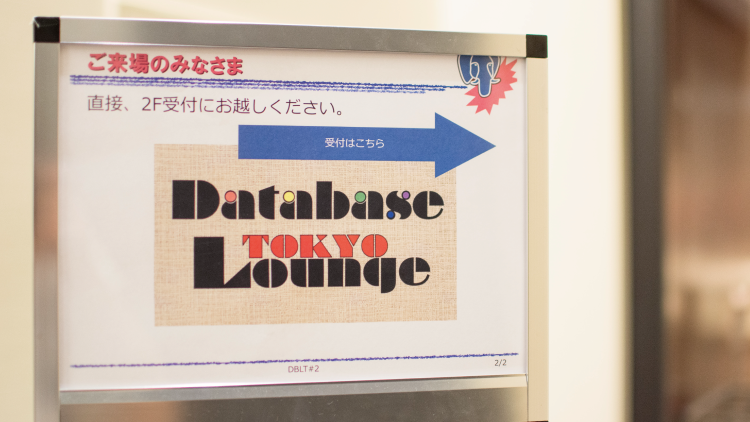 ご来場のみなさま
直接、2F受付にお越しください。
受付はこちら
Database
TOKYO
Lounge
DBLT#2
2/2